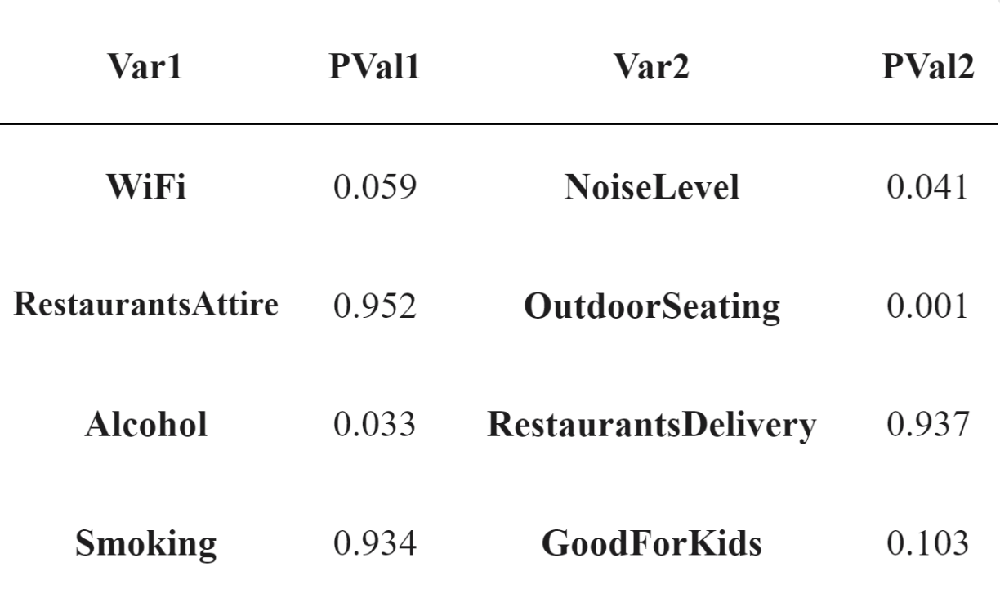 Var1 PVal1 Var2 PVal2
WiFi 0.059 NoiseLevel 0.041
RestaurantsAttire 0.952 OutdoorSeating 0.001
Alcohol 0.033 RestaurantsDelivery 0.937
Smoking 0.934 GoodForKids 0.103